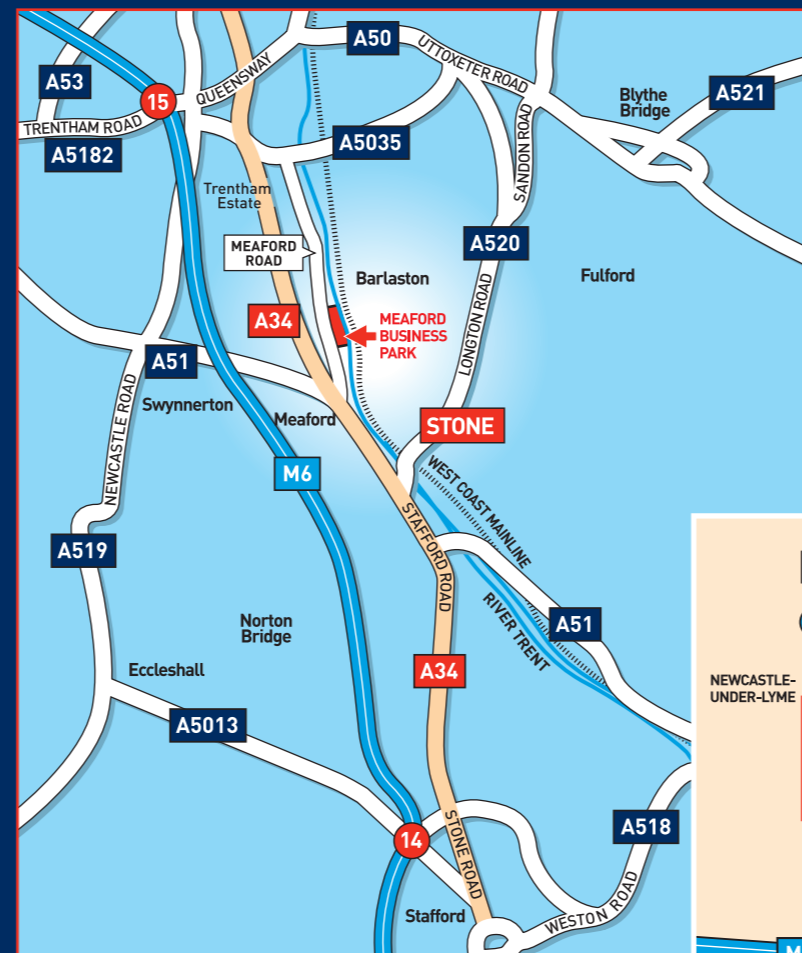 A50
UTTOXETER ROAD
A53
QUEENSWAY
15
TRENTHAM ROAD
A5182
A5035
Blythe
Bridge
A521
SANDON ROAD
Trentham
Estate
MEAFORD
ROAD
A520
Barlaston
Fulford
A34
MEAFORD
BUSINESS
PARK
LONGTON ROAD
A51
Swynnerton
Meaford
STONE
NEWCASTLE ROAD
M6
WEST COAST MAINLINE
STAFFORD ROAD
A519
RIVER TRENT
A51
Norton
Bridge
Eccleshall
A34
NEWCASTLE-
UNDER-LYME
A5013
14
STONE ROAD
A518
Stafford
WESTON ROAD
M